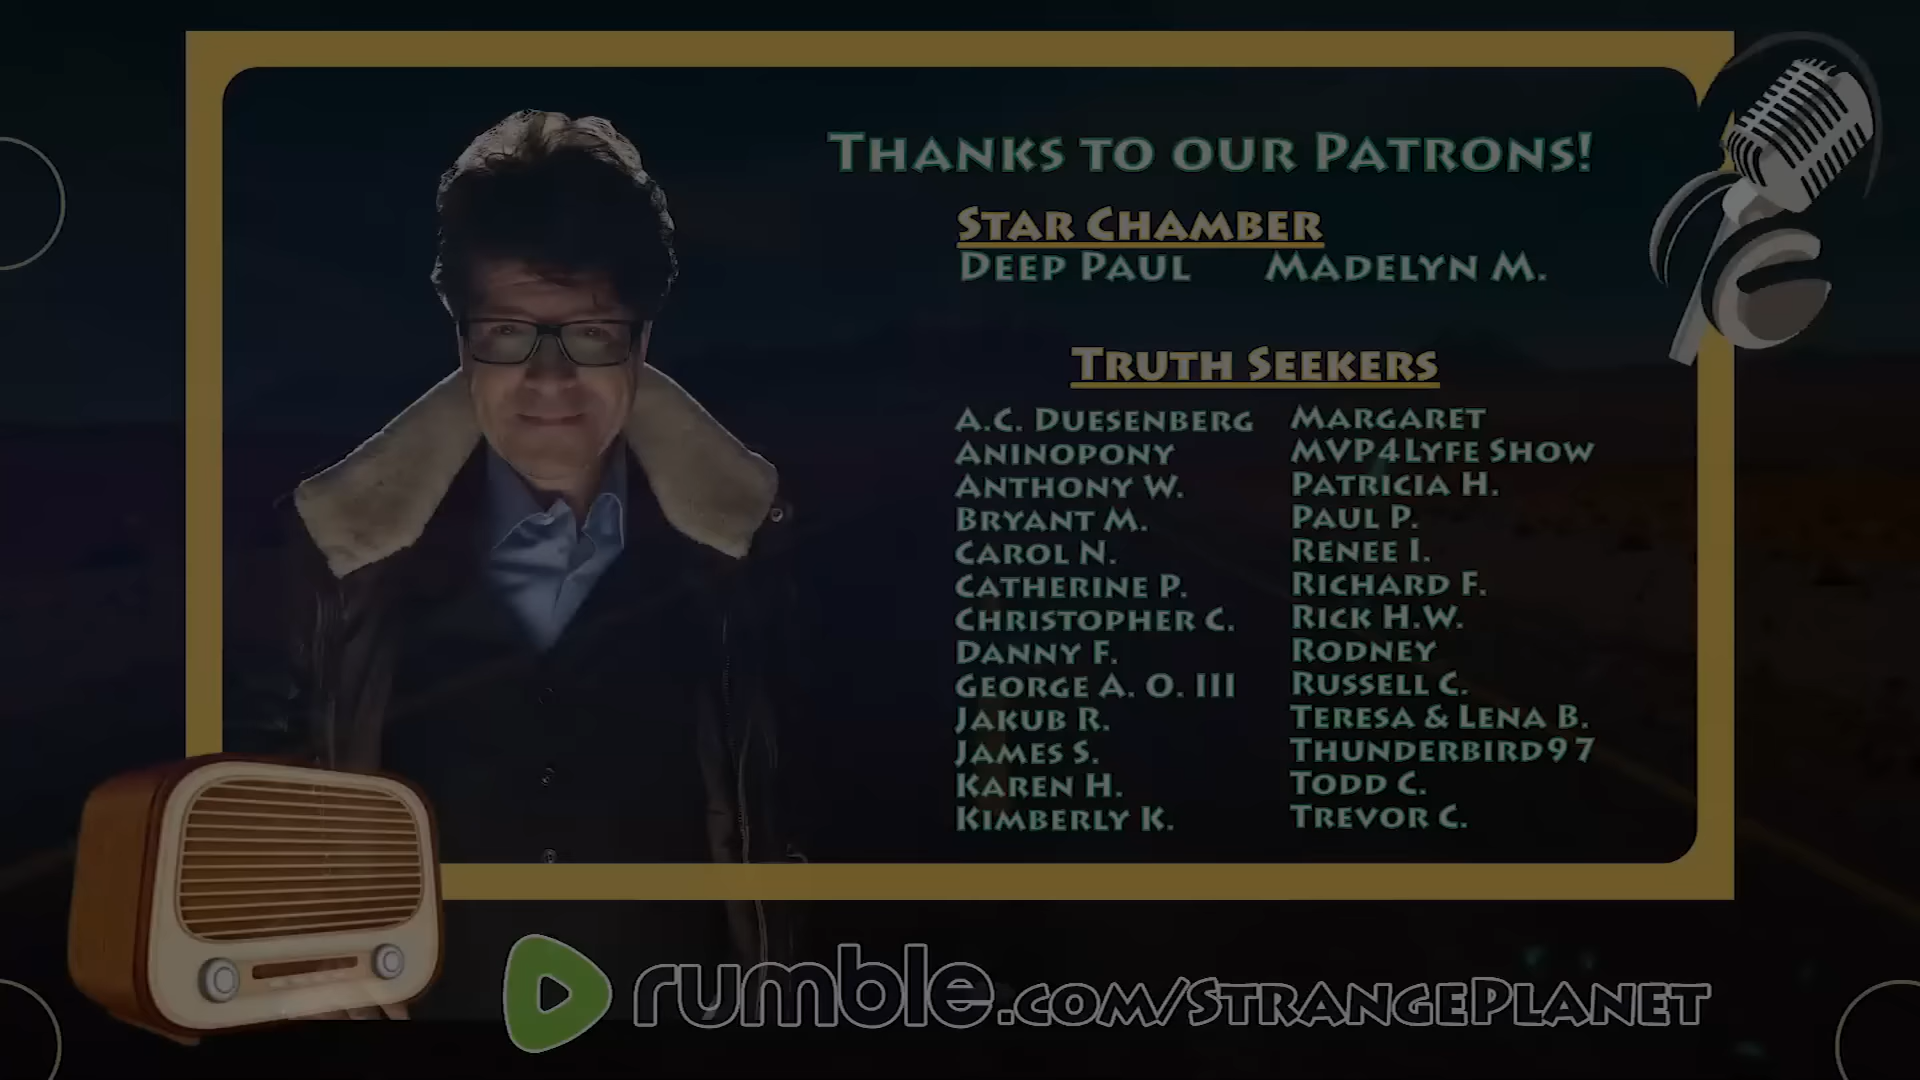 THANKS TO OUR PATRONS!
STAR CHAMBER
DEEP PAUL MADELYN M.
TRUTH SEEKERS
A.C. DUESENBERG
ANINOPONY
ANTHONY W.
BRYANT M.
CAROL N.
CATHERINE P.
CHRISTOPHER C.
DANNY F.
GEORGE A. O. III
JAKUB R.
JAMES S.
KAREN H.
KIMBERLY K.
MARGARET
MVP4LYFE SHOW
PATRICIA H.
PAUL P.
RENEE I.
RICHARD F.
RICK H.W.
RODNEY
RUSSELL C.
TERESA & LENA B.
THUNDERBIRD97
TODD C.
TREVOR C.
rumble.COM/STRANGEPLANET